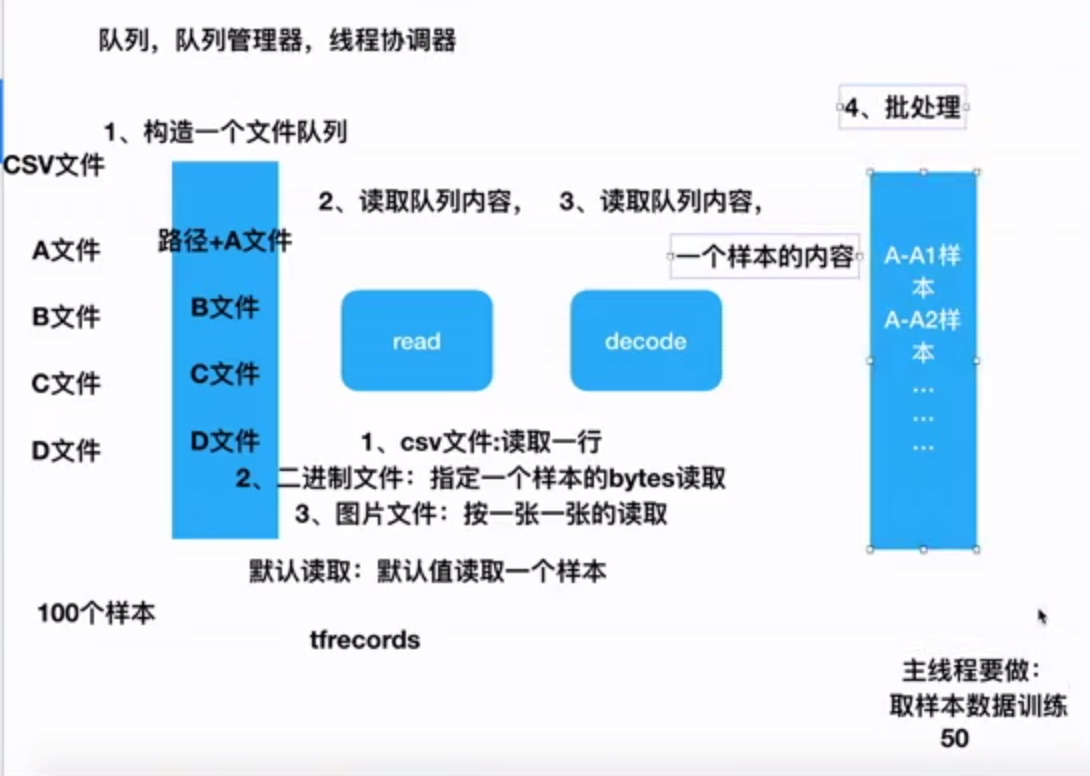 队列，队列管理器，线程协调器
4、批处理
1、构造一个文件队列
CSV文件
2、读取队列内容，
3、读取队列内容，
一个样本的内容
A文件
B文件
C文件
D文件
路径+A文件
B文件
C文件
D文件
read
decode
A-A1样
本
A-A2样
本
...
...
...
1、csv文件:读取一行
2、二进制文件：指定一个样本的bytes读取
3、图片文件：按一张一张的读取
默认读取：默认值读取一个样本
100个样本
tfrecords
主线程要做：
取样本数据训练
50